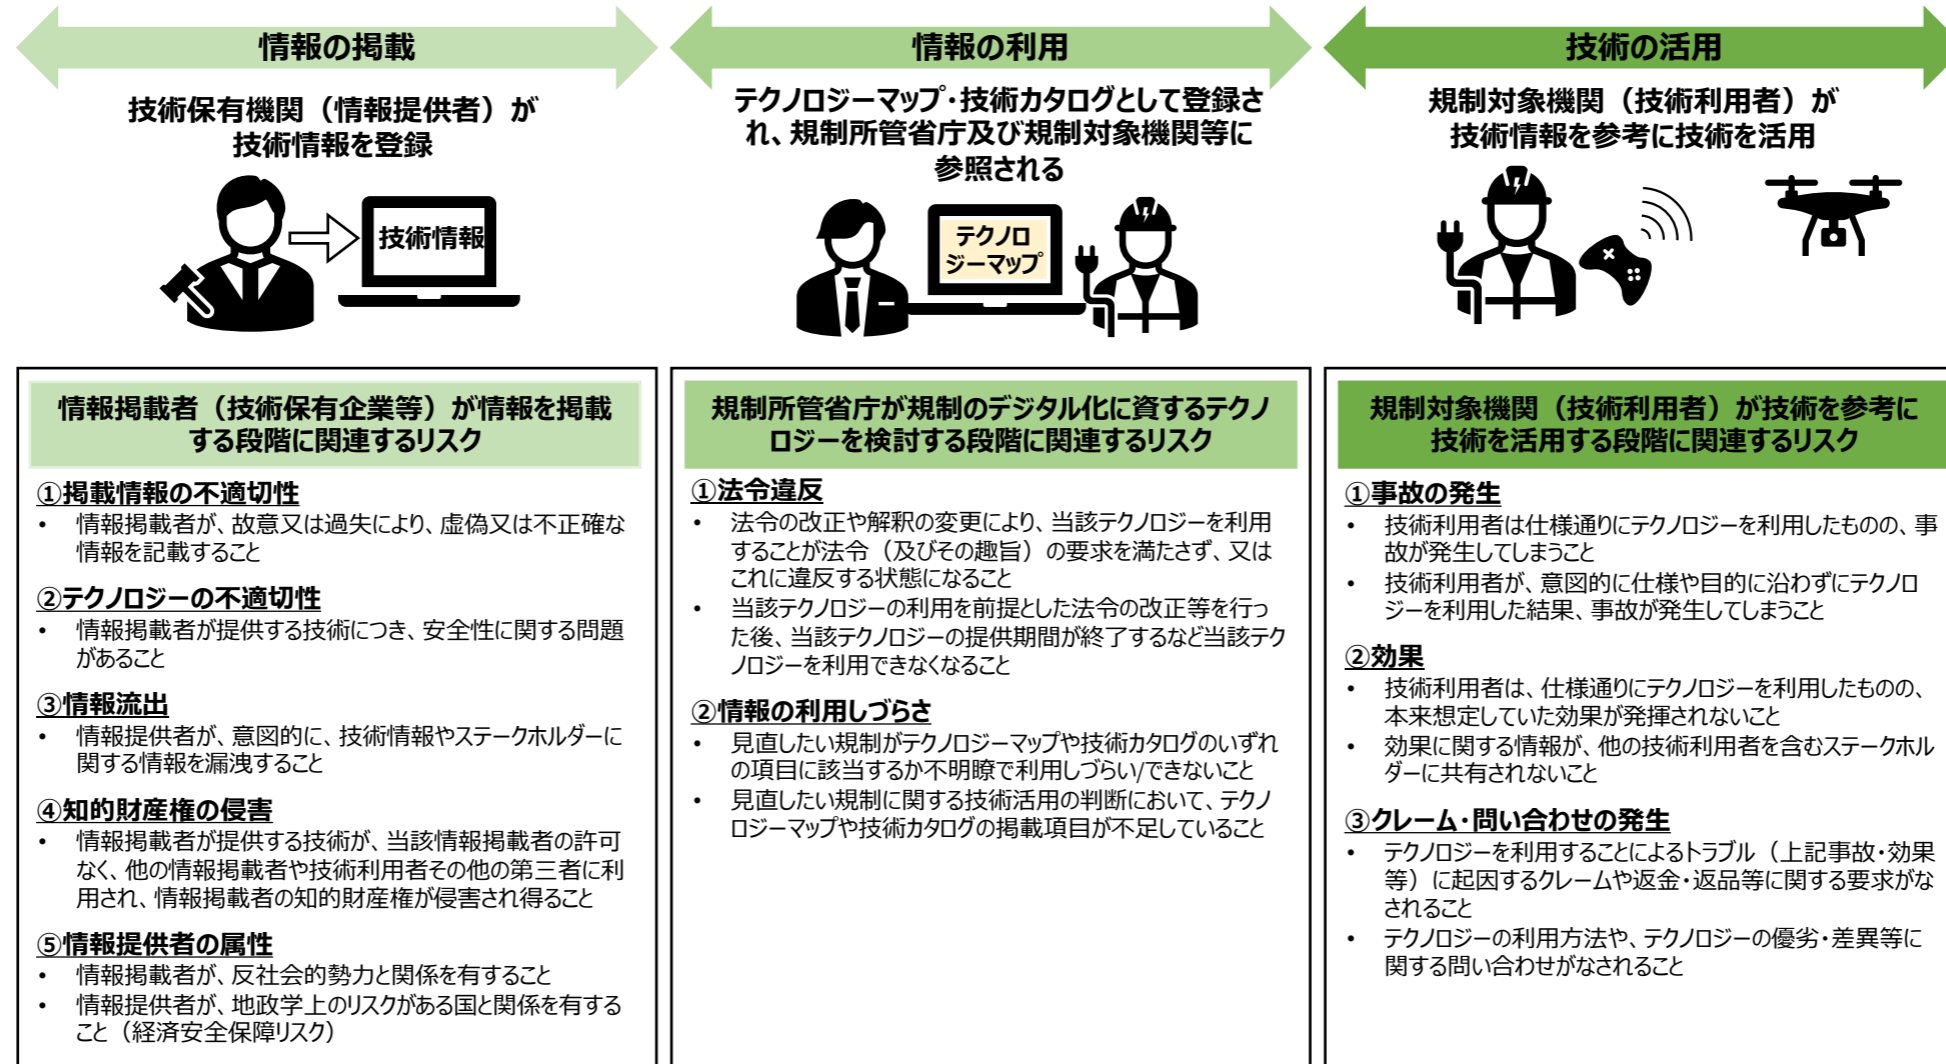 情報の掲載
技術保有機関（情報提供者）が
技術情報を登録
技術情報
情報掲載者（技術保有企業等）が情報を掲載
する段階に関連するリスク
①掲載情報の不適切性
• 情報掲載者が、故意又は過失により、虚偽又は不正確な
情報を記載すること
②テクノロジーの不適切性
• 情報掲載者が提供する技術につき、安全性に関する問題
があること
③情報流出
• 情報提供者が、意図的に、技術情報やステークホルダーに
関する情報を漏洩すること
④知的財産権の侵害
• 情報掲載者が提供する技術が、当該情報掲載者の許可
なく、他の情報掲載者や技術利用者その他の第三者に利
用され、情報掲載者の知的財産権が侵害され得ること
⑤情報提供者の属性
• 情報掲載者が、反社会的勢力と関係を有すること
• 情報提供者が、地政学上のリスクがある国と関係を有する
こと（経済安全保障リスク）
情報の利用
テクノロジーマップ・技術カタログとして登録さ
れ、規制所管省庁及び規制対象機関等に
参照される
テクノロ
ジーマップ
規制所管省庁が規制のデジタル化に資するテクノ
ロジーを検討する段階に関連するリスク
①法令違反
• 法令の改正や解釈の変更により、当該テクノロジーを利用
することが法令（及びその趣旨）の要求を満たさず、又は
これに違反する状態になること
• 当該テクノロジーの利用を前提とした法令の改正等を行っ
た後、当該テクノロジーの提供期間が終了するなど当該テク
ノロジーを利用できなくなること
②情報の利用しづらさ
• 見直したい規制がテクノロジーマップや技術カタログのいずれ
の項目に該当するか不明瞭で利用しづらい/できないこと
• 見直したい規制に関する技術活用の判断において、テクノ
ロジーマップや技術カタログの掲載項目が不足していること
技術の活用
規制対象機関（技術利用者）が
技術情報を参考に技術を活用
規制対象機関（技術利用者）が技術を参考に
技術を活用する段階に関連するリスク
①事故の発生
• 技術利用者は仕様通りにテクノロジーを利用したものの、事
故が発生してしまうこと
• 技術利用者が、意図的に仕様や目的に沿わずにテクノロ
ジーを利用した結果、事故が発生してしまうこと
②効果
• 技術利用者は、仕様通りにテクノロジーを利用したものの、
本来想定していた効果が発揮されないこと
• 効果に関する情報が、他の技術利用者を含むステークホル
ダーに共有されないこと
③クレーム・問い合わせの発生
• テクノロジーを利用することによるトラブル（上記事故・効果
等）に起因するクレームや返金・返品等に関する要求がな
されること
• テクノロジーの利用方法や、テクノロジーの優劣・差異等に
関する問い合わせがなされること